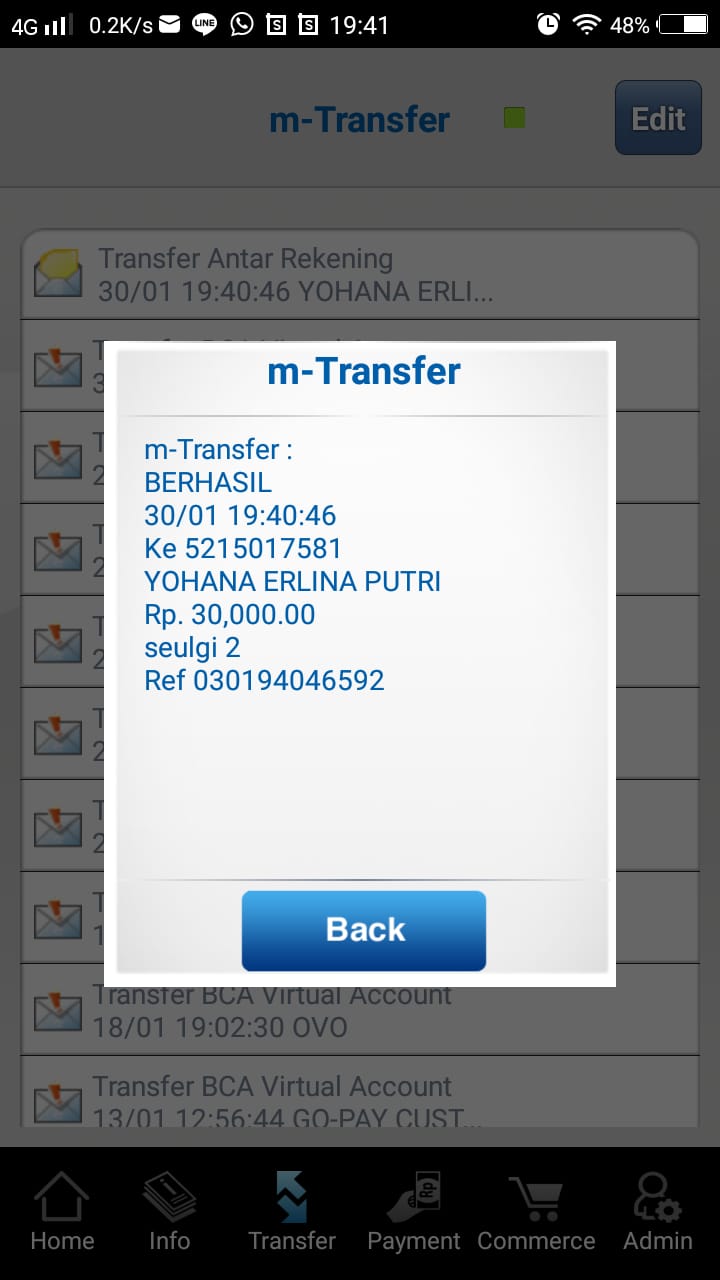 4G 0.2K/s LINE S S 19:41 48%
m-Transfer
Edit
Transfer Antar Rekening
30/01 19:40:46 YOHANA ERLI...
m-Transfer
m-Transfer :
BERHASIL
30/01 19:40:46
Ke 5215017581
YOHANA ERLINA PUTRI
Rp. 30,000.00
seulgi 2
Ref 030194046592
Back
Transfer BCA Virtual Account
18/01 19:02:30 OVO
Transfer BCA Virtual Account
13/01 12:56:44 GO-PAY CUST...
Rp
Home Info Transfer Payment Commerce Admin